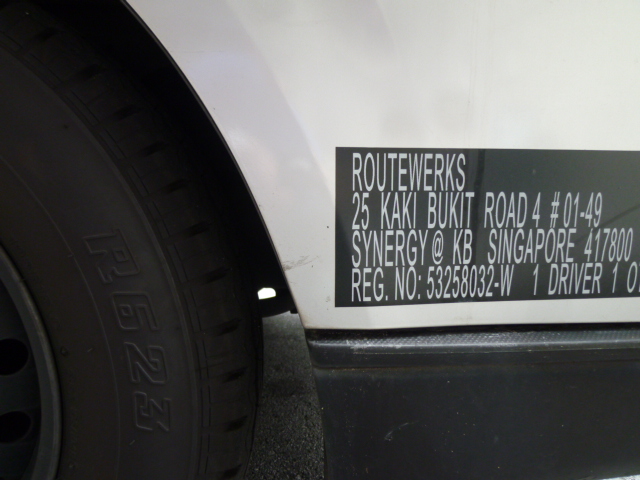 ROUTEWERKS
25 KAKI BUKIT ROAD 4 #01-49
SYNERGY @ KB SINGAPORE 417800
REG. NO: 53258032-W 1 DRIVER 1
R623